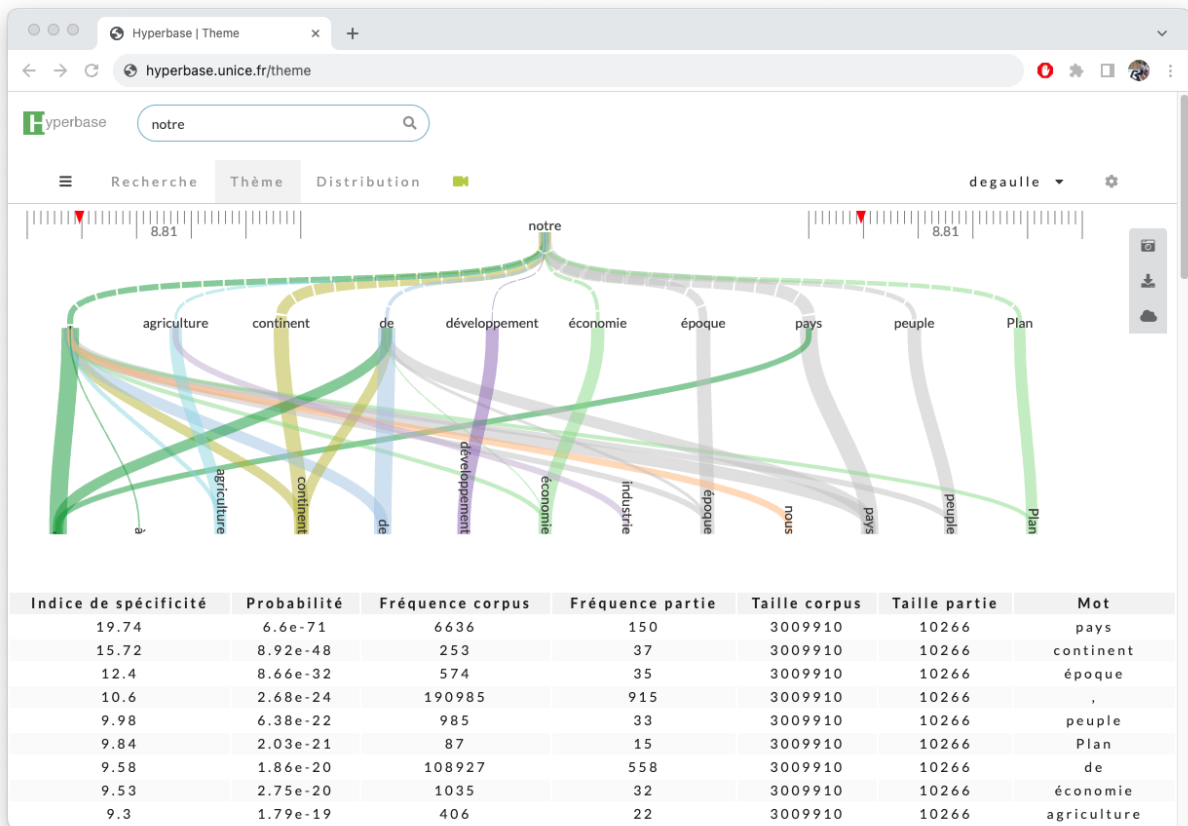 Hyperbase | Theme
hyperbase.unice.fr/theme
Hyperbase
notre
Recherche Thème Distribution degaulle
8.81 8.81
notre
, agriculture continent de développement économie époque pays peuple Plan
, à agriculture continent de développement économie industrie époque nous pays peuple Plan
Indice de spécificité Probabilité Fréquence corpus Fréquence partie Taille corpus Taille partie Mot
19.74 6.6e-71 6636 150 3009910 10266 pays
15.72 8.92e-48 253 37 3009910 10266 continent
12.4 8.66e-32 574 35 3009910 10266 époque
10.6 2.68e-24 190985 915 3009910 10266 ,
9.98 6.38e-22 985 33 3009910 10266 peuple
9.84 2.03e-21 87 15 3009910 10266 Plan
9.58 1.86e-20 108927 558 3009910 10266 de
9.53 2.75e-20 1035 32 3009910 10266 économie
9.3 1.79e-19 406 22 3009910 10266 agriculture